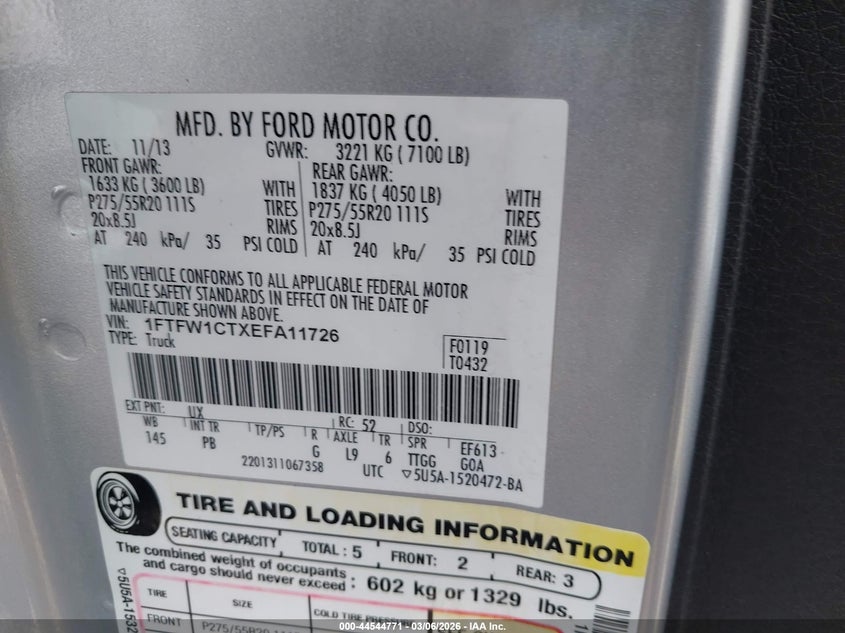 MFD. BY FORD MOTOR CO.
DATE: 11/13 GVWR: 3221 KG ( 7100 LB)
FRONT GAWR: REAR GAWR:
1633 KG ( 3600 LB) WITH 1837 KG ( 4050 LB) WITH
P275/55R20 111S TIRES P275/55R20 111S TIRES
20x8.5J RIMS 20x8.5J RIMS
AT 240 kPa/ 35 PSI COLD AT 240 kPa/ 35 PSI COLD
THIS VEHICLE CONFORMS TO ALL APPLICABLE FEDERAL MOTOR
VEHICLE SAFETY STANDARDS IN EFFECT ON THE DATE OF
MANUFACTURE SHOWN ABOVE.
VIN: 1FTFW1CTXEFA11726
TYPE: Truck
F0119
T0432
EXT PNT: UX RC: 52 DSO:
WB INT TR TP/PS R AXLE TR SPR EF613
145 PB G L9 6 TTGG GOA
2201311067358 UTC ▽5U5A-1520472-BA
TIRE AND LOADING INFORMATION
SEATING CAPACITY TOTAL : 5 FRONT: 2 REAR: 3
The combined weight of occupants
and cargo should never exceed : 602 kg or 1329 lbs.
TIRE SIZE COLD TIRE
FRONT P275/55R20
▽5U5A-1532
--44544771 -- 03/06/2026 -- IAA Inc. --